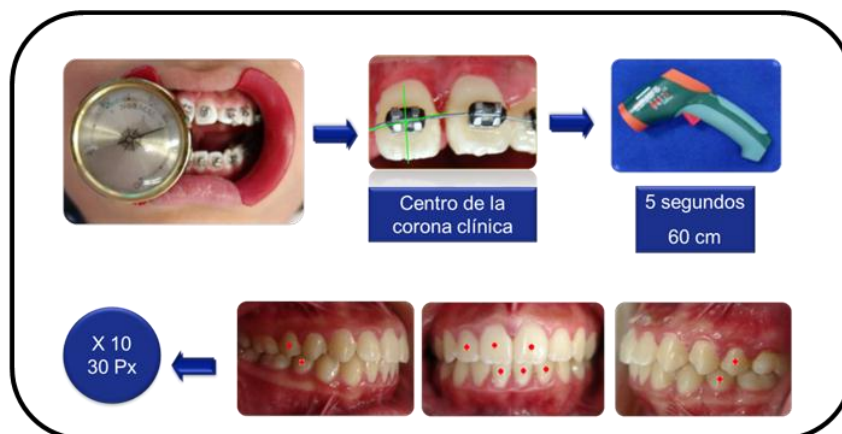 Centro de la
corona clínica
5 segundos
60 cm
X 10
30 Px